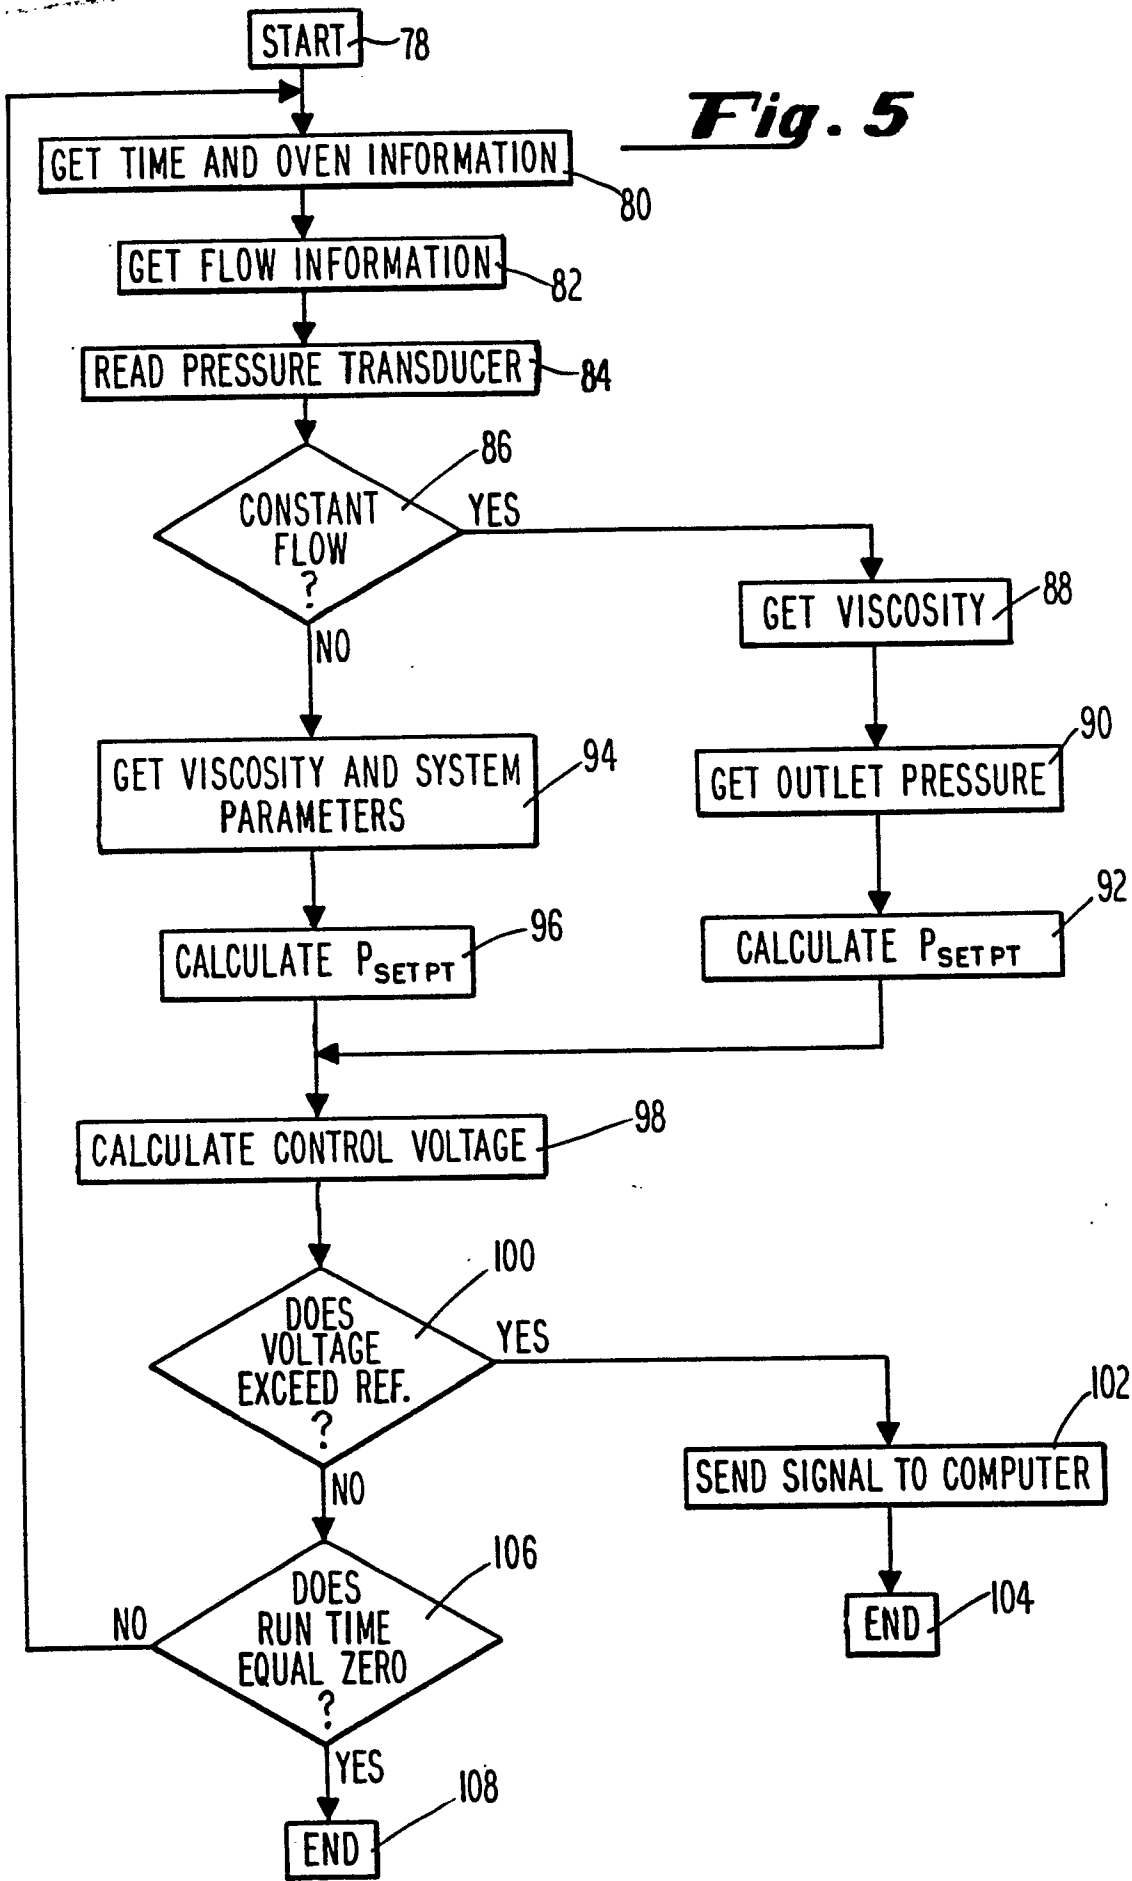 START
78
Fig. 5
GET TIME AND OVEN INFORMATION
80
GET FLOW INFORMATION
82
READ PRESSURE TRANSDUCER
84
86
CONSTANT
FLOW
?
YES
NO
GET VISCOSITY
88
GET OUTLET PRESSURE
90
CALCULATE PSET PT
92
GET VISCOSITY AND SYSTEM
PARAMETERS
94
CALCULATE PSET PT
96
CALCULATE CONTROL VOLTAGE
98
100
DOES
VOLTAGE
EXCEED REF.
?
YES
NO
SEND SIGNAL TO COMPUTER
102
END
104
106
DOES
RUN TIME
EQUAL ZERO
?
NO
YES
END
108